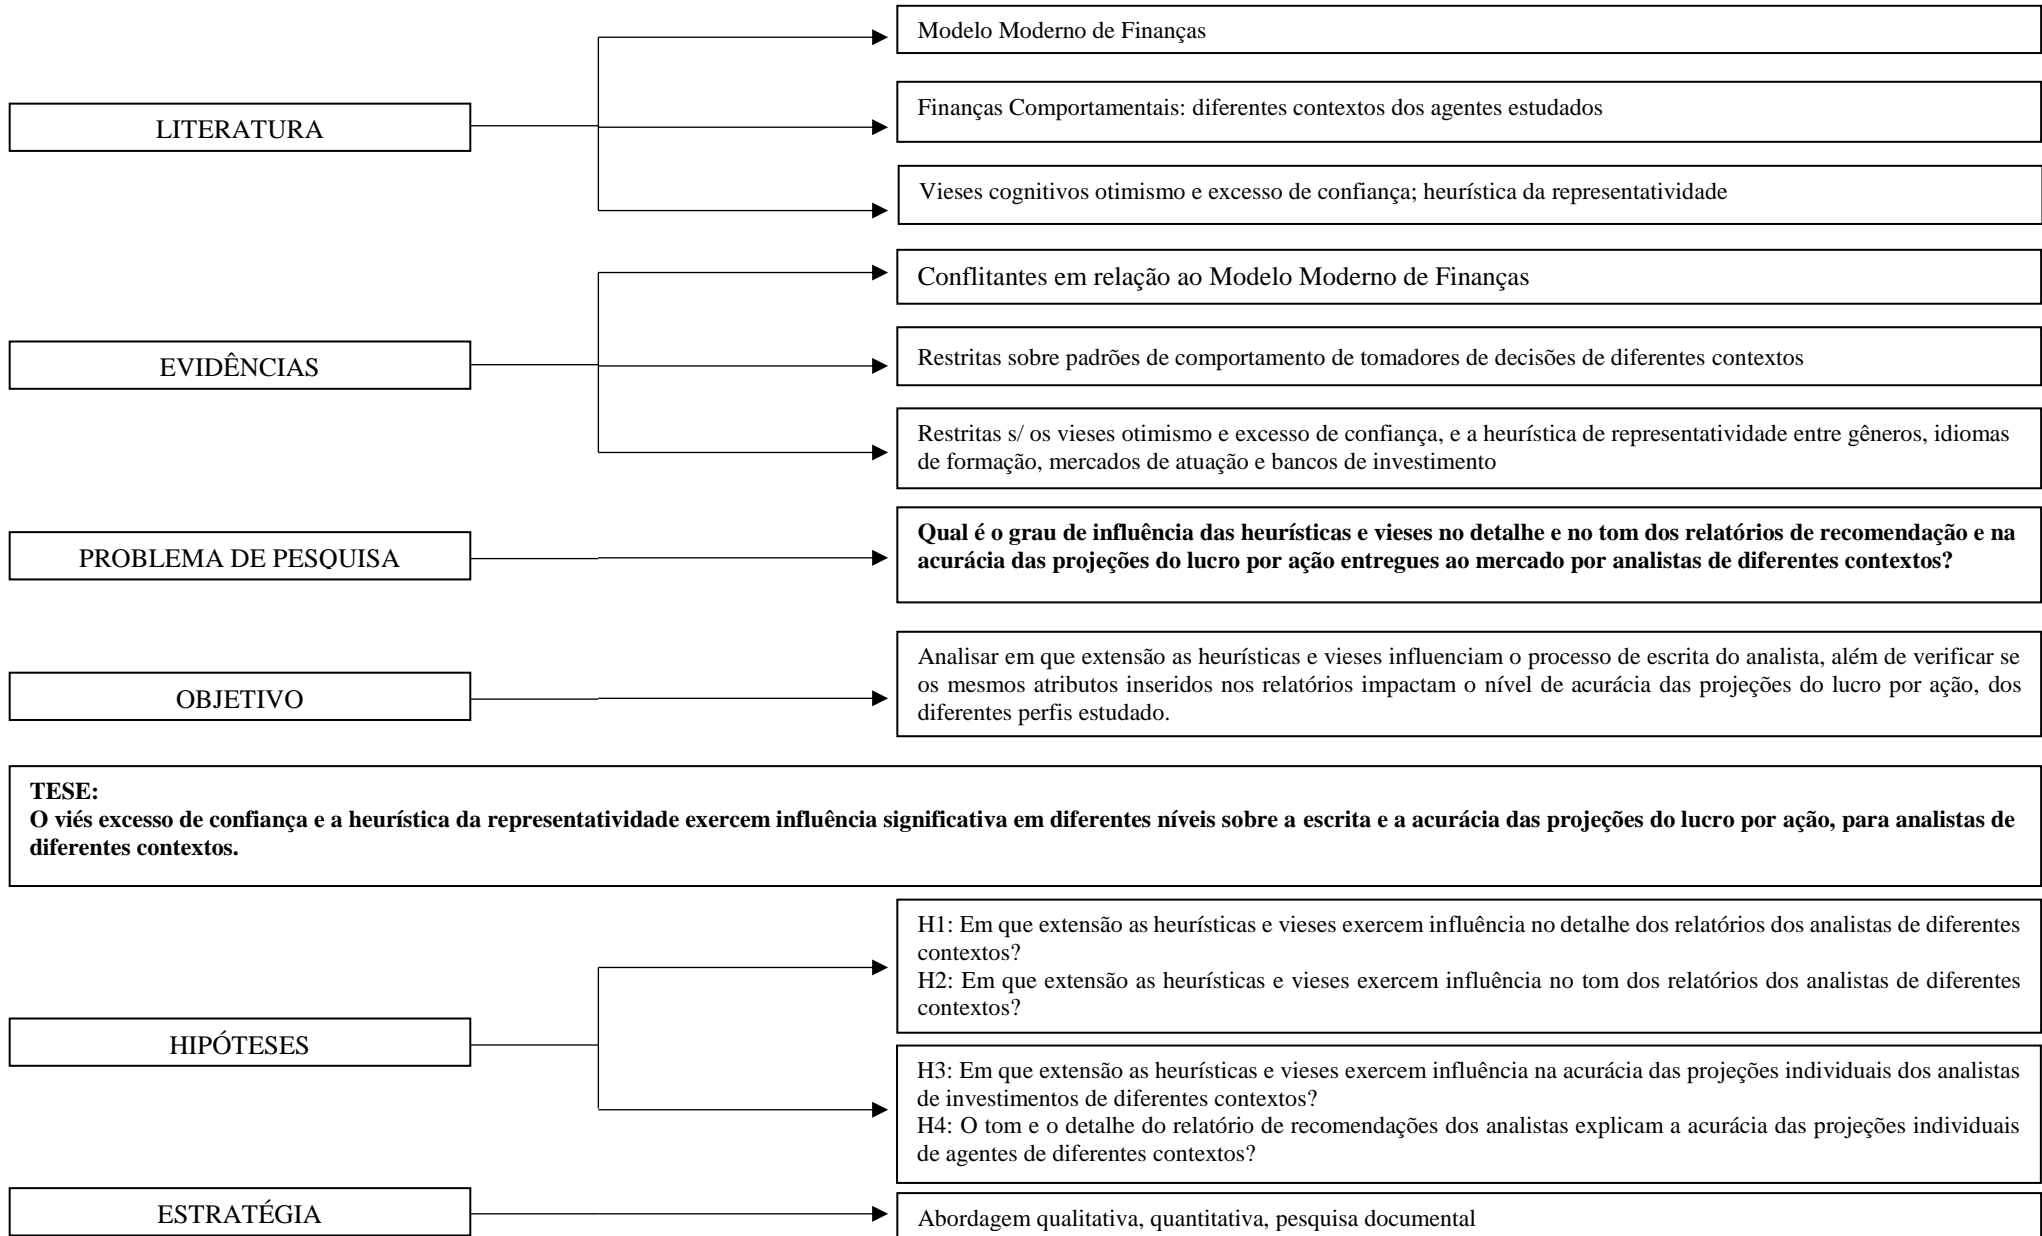 Modelo Moderno de Finanças
LITERATURA
Finanças Comportamentais: diferentes contextos dos agentes estudados
Vieses cognitivos otimismo e excesso de confiança; heurística da representatividade
Conflitantes em relação ao Modelo Moderno de Finanças
EVIDÊNCIAS
Restritas sobre padrões de comportamento de tomadores de decisões de diferentes contextos
Restritas s/ os vieses otimismo e excesso de confiança, e a heurística de representatividade entre gêneros, idiomas
de formação, mercados de atuação e bancos de investimento
PROBLEMA DE PESQUISA
Qual é o grau de influência das heurísticas e vieses no detalhe e no tom dos relatórios de recomendação e na
acurácia das projeções do lucro por ação entregues ao mercado por analistas de diferentes contextos?
OBJETIVO
Analisar em que extensão as heurísticas e vieses influenciam o processo de escrita do analista, além de verificar se
os mesmos atributos inseridos nos relatórios impactam o nível de acurácia das projeções do lucro por ação, dos
diferentes perfis estudado.
TESE:
O viés excesso de confiança e a heurística da representatividade exercem influência significativa em diferentes níveis sobre a escrita e a acurácia das projeções do lucro por ação, para analistas de
diferentes contextos.
HIPÓTESES
H1: Em que extensão as heurísticas e vieses exercem influência no detalhe dos relatórios dos analistas de diferentes
contextos?
H2: Em que extensão as heurísticas e vieses exercem influência no tom dos relatórios dos analistas de diferentes
contextos?
H3: Em que extensão as heurísticas e vieses exercem influência na acurácia das projeções individuais dos analistas
de investimentos de diferentes contextos?
H4: O tom e o detalhe do relatório de recomendações dos analistas explicam a acurácia das projeções individuais
de agentes de diferentes contextos?
ESTRATÉGIA
Abordagem qualitativa, quantitativa, pesquisa documental